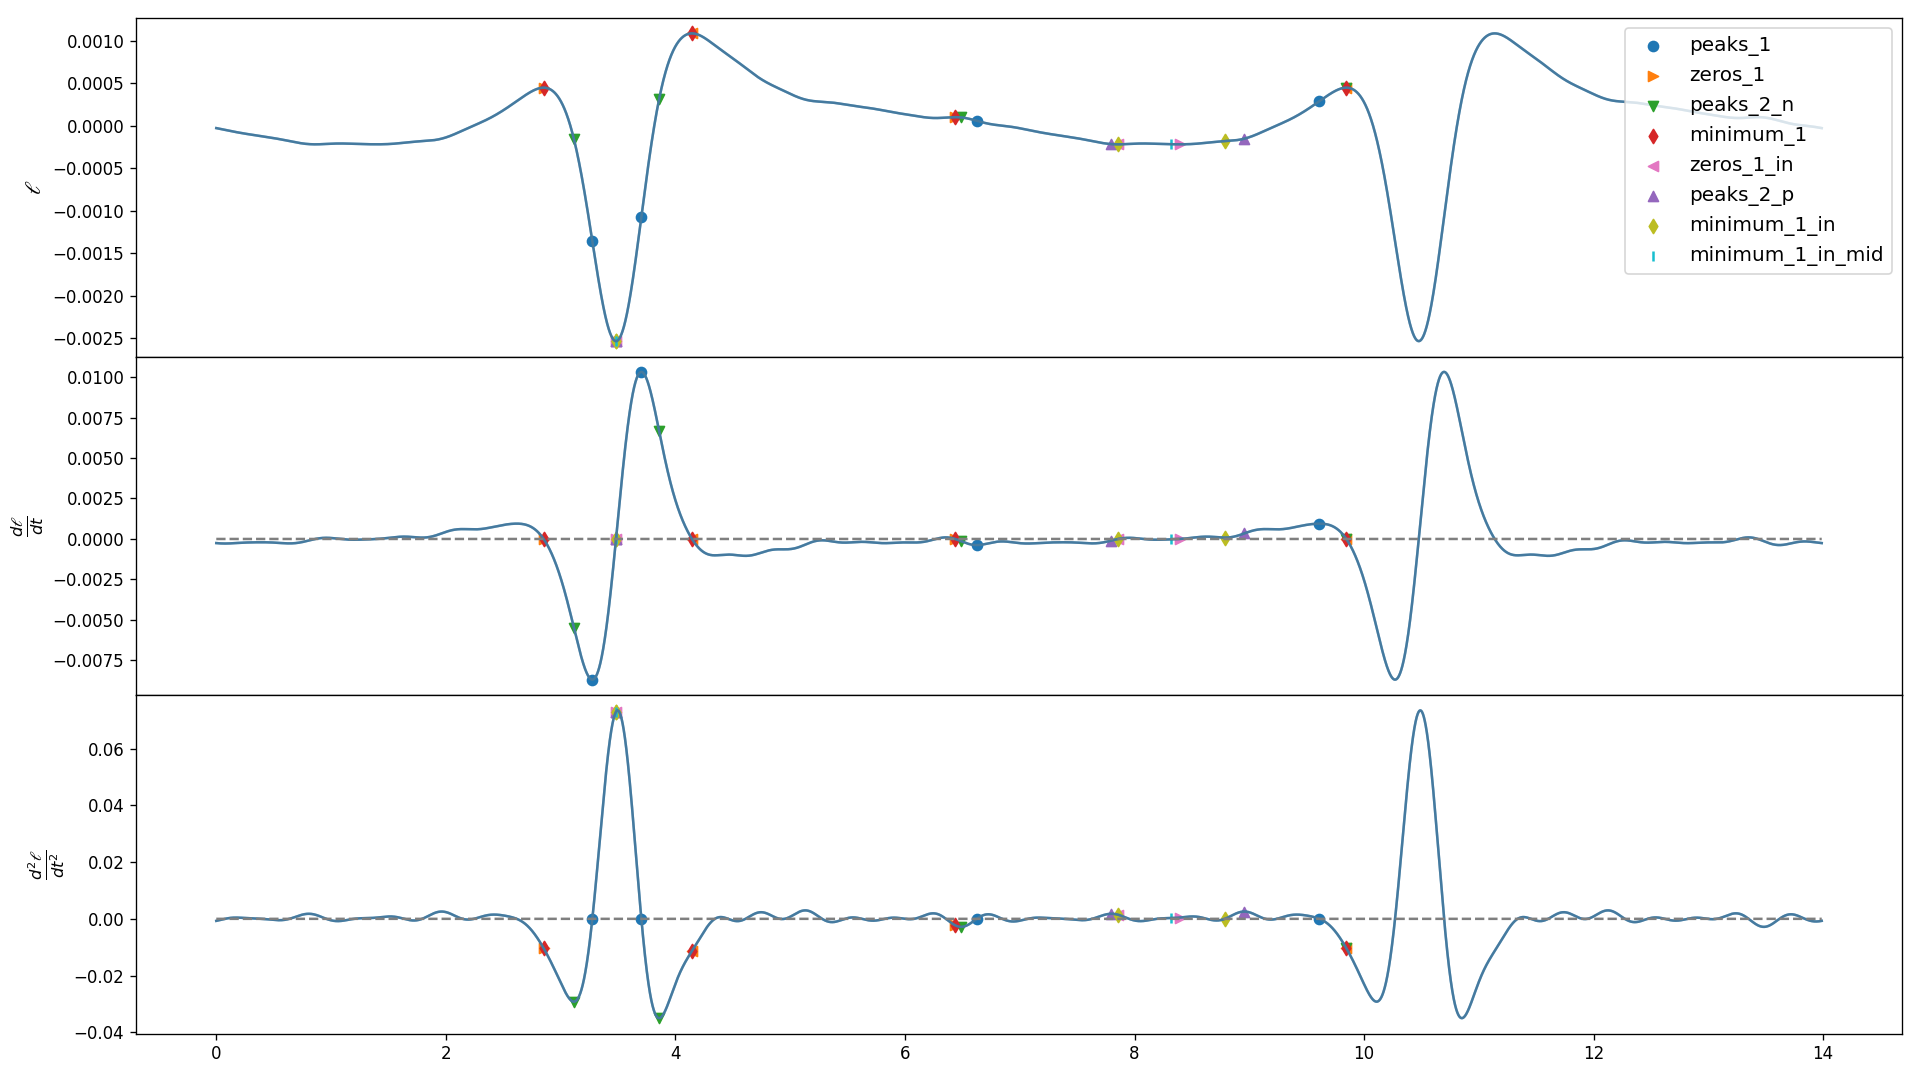 0.0010
0.0005
0.0000
−0.0005
−0.0010
−0.0015
−0.0020
−0.0025
ℓ
peaks_1
zeros_1
peaks_2_n
minimum_1
zeros_1_in
peaks_2_p
minimum_1_in
minimum_1_in_mid
0.0100
0.0075
0.0050
0.0025
0.0000
−0.0025
−0.0050
−0.0075
dℓ
dt
0.06
0.04
0.02
0.00
−0.02
−0.04
d²ℓ
dt²
0 2 4 6 8 10 12 14